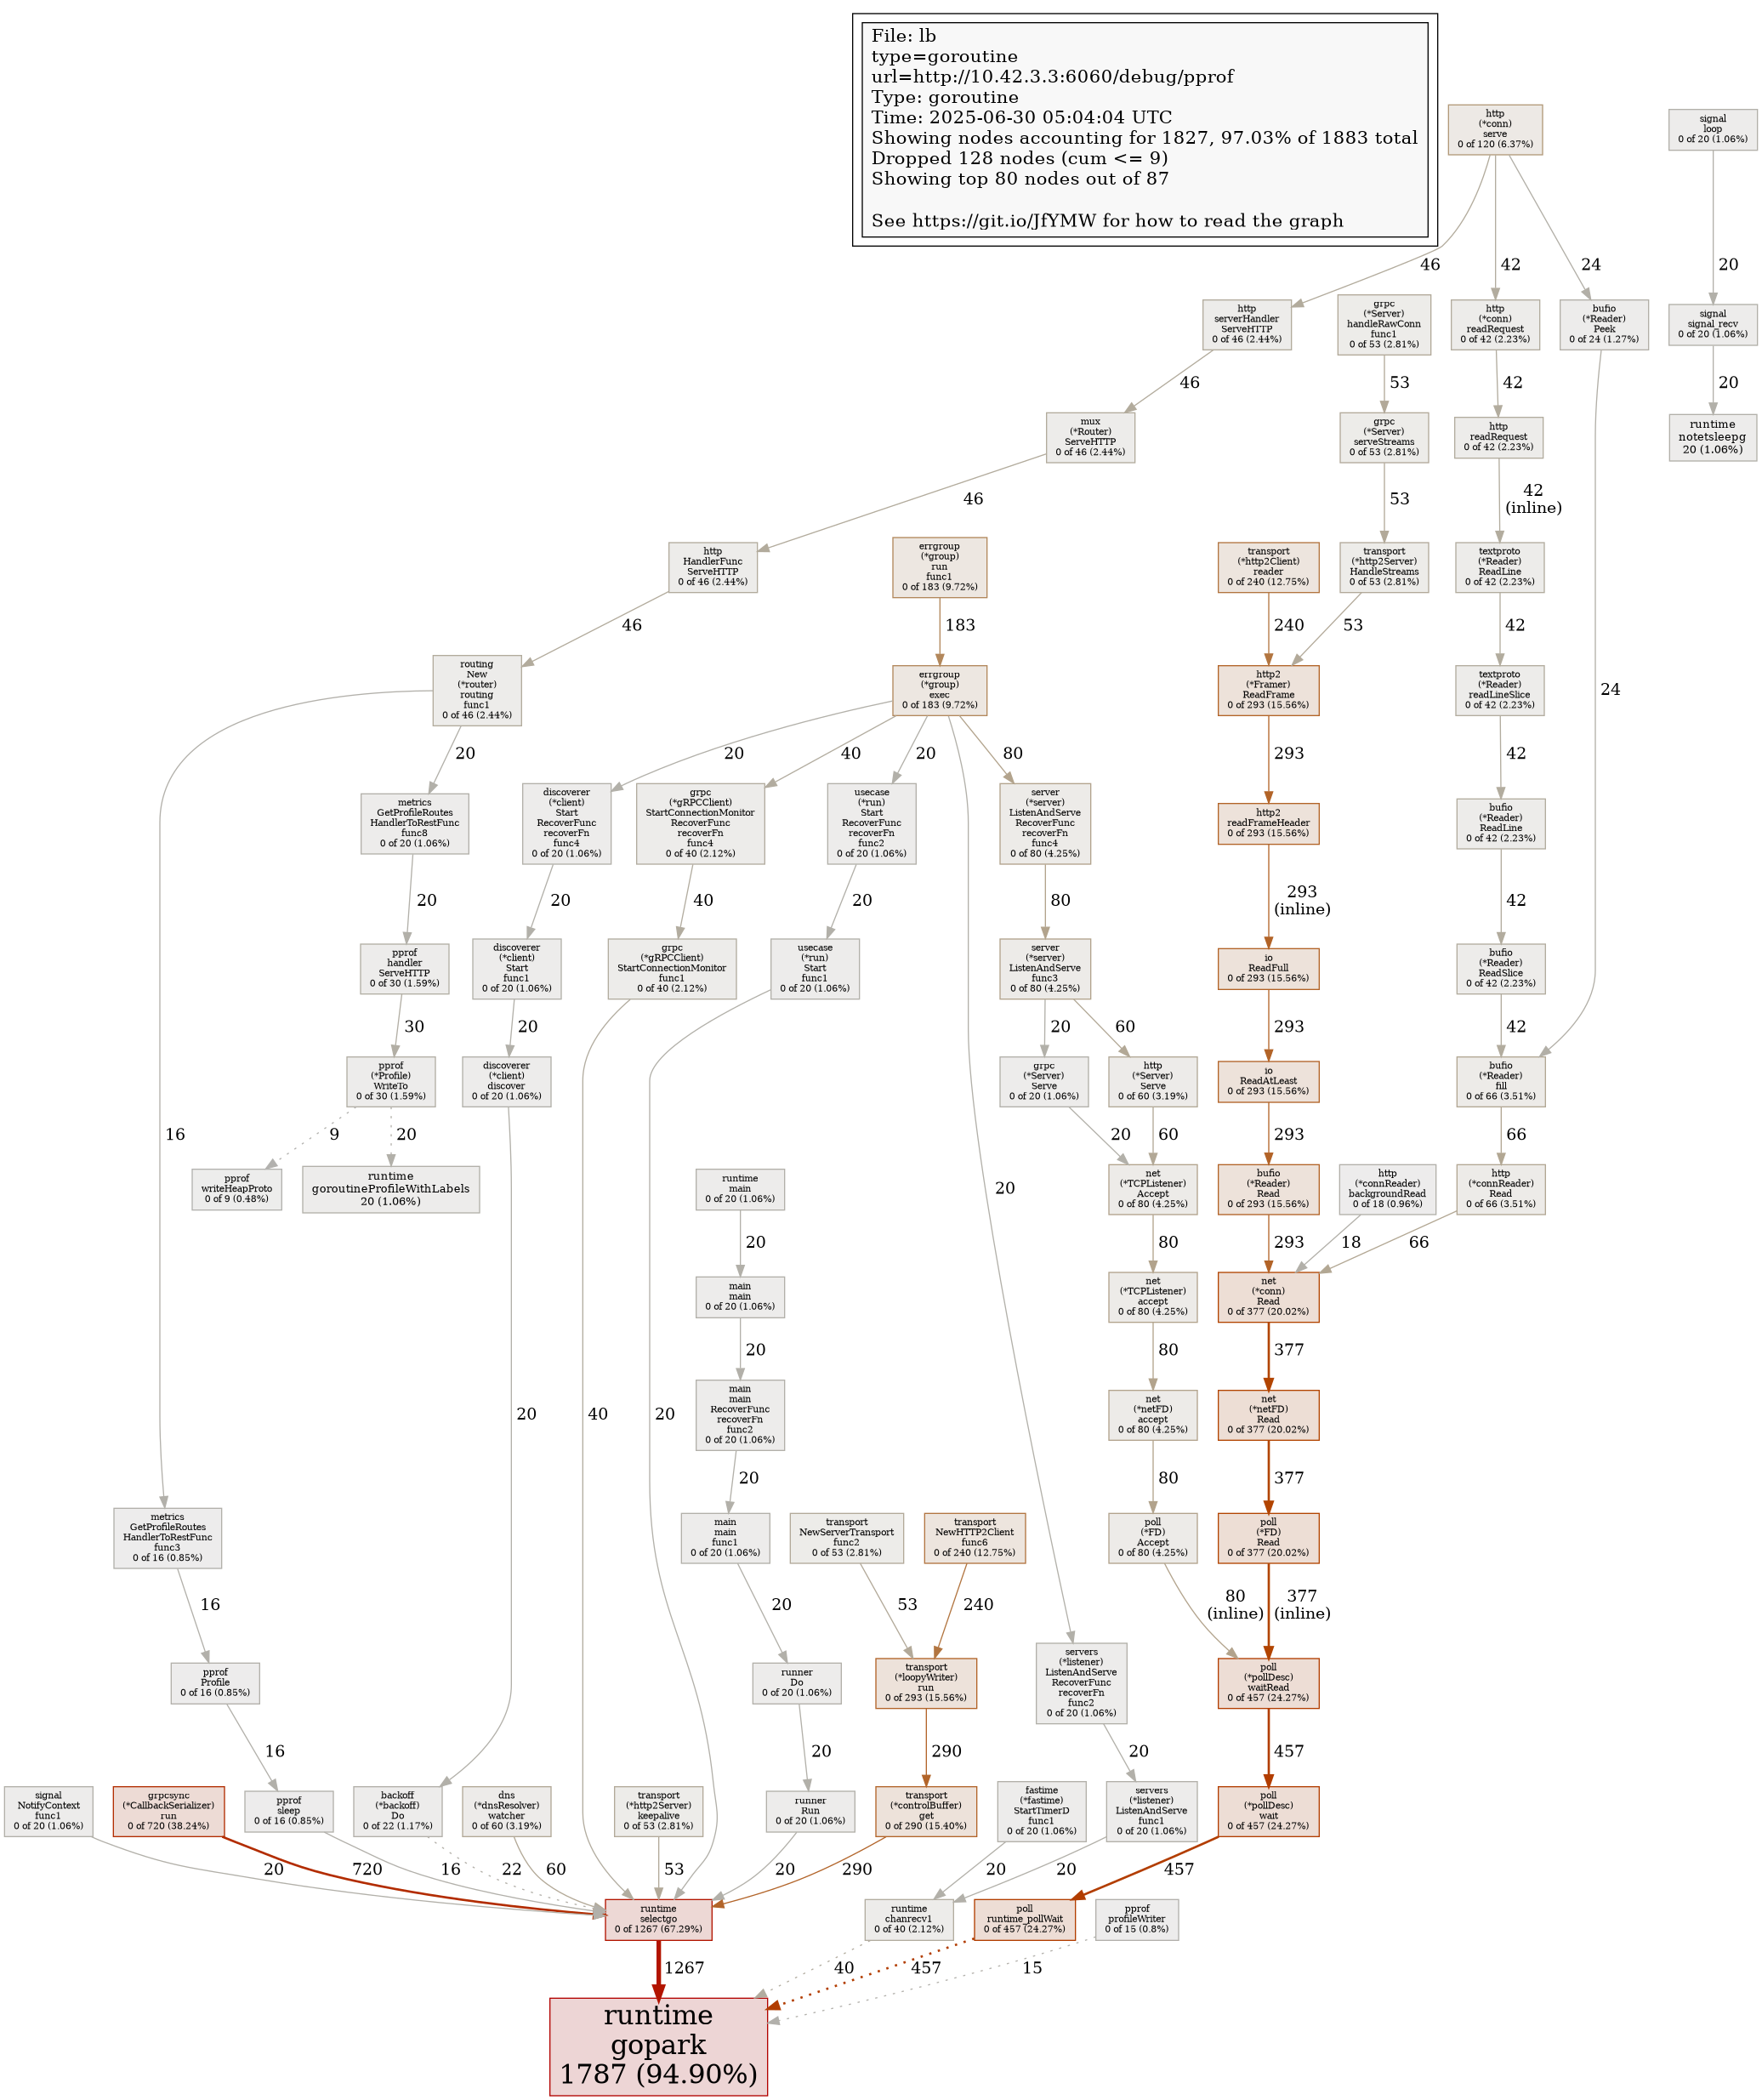 File: lb
type=goroutine
url=http://10.42.3.3:6060/debug/pprof
Type: goroutine
Time: 2025-06-30 05:04:04 UTC
Showing nodes accounting for 1827, 97.03% of 1883 total
Dropped 128 nodes (cum <= 9)
Showing top 80 nodes out of 87
See https://git.io/JfYMW for how to read the graph
http
(*conn)
serve
0 of 120 (6.37%)
signal
loop
0 of 20 (1.06%)
46
42
24
20
http
serverHandler
ServeHTTP
0 of 46 (2.44%)
grpc
(*Server)
handleRawConn
func1
0 of 53 (2.81%)
http
(*conn)
readRequest
0 of 42 (2.23%)
bufio
(*Reader)
Peek
0 of 24 (1.27%)
signal
signal_recv
0 of 20 (1.06%)
46
53
42
20
mux
(*Router)
ServeHTTP
0 of 46 (2.44%)
grpc
(*Server)
serveStreams
0 of 53 (2.81%)
http
readRequest
0 of 42 (2.23%)
runtime
notetsleepg
20 (1.06%)
46
53
42
(inline)
http
HandlerFunc
ServeHTTP
0 of 46 (2.44%)
errgroup
(*group)
run
func1
0 of 183 (9.72%)
transport
(*http2Client)
reader
0 of 240 (12.75%)
transport
(*http2Server)
HandleStreams
0 of 53 (2.81%)
textproto
(*Reader)
ReadLine
0 of 42 (2.23%)
46
183
240
53
42
routing
New
(*router)
routing
func1
0 of 46 (2.44%)
errgroup
(*group)
exec
0 of 183 (9.72%)
http2
(*Framer)
ReadFrame
0 of 293 (15.56%)
textproto
(*Reader)
readLineSlice
0 of 42 (2.23%)
24
20
20
40
20
80
293
42
metrics
GetProfileRoutes
HandlerToRestFunc
func8
0 of 20 (1.06%)
discoverer
(*client)
Start
RecoverFunc
recoverFn
func4
0 of 20 (1.06%)
grpc
(*gRPCClient)
StartConnectionMonitor
RecoverFunc
recoverFn
func4
0 of 40 (2.12%)
usecase
(*run)
Start
RecoverFunc
recoverFn
func2
0 of 20 (1.06%)
server
(*server)
ListenAndServe
RecoverFunc
recoverFn
func4
0 of 80 (4.25%)
http2
readFrameHeader
0 of 293 (15.56%)
bufio
(*Reader)
ReadLine
0 of 42 (2.23%)
20
20
40
20
80
293
(inline)
42
pprof
handler
ServeHTTP
0 of 30 (1.59%)
discoverer
(*client)
Start
func1
0 of 20 (1.06%)
grpc
(*gRPCClient)
StartConnectionMonitor
func1
0 of 40 (2.12%)
usecase
(*run)
Start
func1
0 of 20 (1.06%)
server
(*server)
ListenAndServe
func3
0 of 80 (4.25%)
io
ReadFull
0 of 293 (15.56%)
bufio
(*Reader)
ReadSlice
0 of 42 (2.23%)
30
20
20
60
293
42
pprof
(*Profile)
WriteTo
0 of 30 (1.59%)
discoverer
(*client)
discover
0 of 20 (1.06%)
grpc
(*Server)
Serve
0 of 20 (1.06%)
http
(*Server)
Serve
0 of 60 (3.19%)
io
ReadAtLeast
0 of 293 (15.56%)
bufio
(*Reader)
fill
0 of 66 (3.51%)
16
9
20
20
60
293
66
pprof
writeHeapProto
0 of 9 (0.48%)
runtime
goroutineProfileWithLabels
20 (1.06%)
runtime
main
0 of 20 (1.06%)
20
net
(*TCPListener)
Accept
0 of 80 (4.25%)
bufio
(*Reader)
Read
0 of 293 (15.56%)
http
(*connReader)
backgroundRead
0 of 18 (0.96%)
http
(*connReader)
Read
0 of 66 (3.51%)
20
80
293
18
66
main
main
0 of 20 (1.06%)
net
(*TCPListener)
accept
0 of 80 (4.25%)
net
(*conn)
Read
0 of 377 (20.02%)
20
80
377
20
40
20
main
main
RecoverFunc
recoverFn
func2
0 of 20 (1.06%)
net
(*netFD)
accept
0 of 80 (4.25%)
net
(*netFD)
Read
0 of 377 (20.02%)
20
80
377
metrics
GetProfileRoutes
HandlerToRestFunc
func3
0 of 16 (0.85%)
main
main
func1
0 of 20 (1.06%)
transport
NewServerTransport
func2
0 of 53 (2.81%)
transport
NewHTTP2Client
func6
0 of 240 (12.75%)
poll
(*FD)
Accept
0 of 80 (4.25%)
poll
(*FD)
Read
0 of 377 (20.02%)
16
20
53
240
80
(inline)
377
(inline)
pprof
Profile
0 of 16 (0.85%)
runner
Do
0 of 20 (1.06%)
transport
(*loopyWriter)
run
0 of 293 (15.56%)
servers
(*listener)
ListenAndServe
RecoverFunc
recoverFn
func2
0 of 20 (1.06%)
poll
(*pollDesc)
waitRead
0 of 457 (24.27%)
16
20
290
20
457
signal
NotifyContext
func1
0 of 20 (1.06%)
grpcsync
(*CallbackSerializer)
run
0 of 720 (38.24%)
pprof
sleep
0 of 16 (0.85%)
backoff
(*backoff)
Do
0 of 22 (1.17%)
dns
(*dnsResolver)
watcher
0 of 60 (3.19%)
transport
(*http2Server)
keepalive
0 of 53 (2.81%)
runner
Run
0 of 20 (1.06%)
transport
(*controlBuffer)
get
0 of 290 (15.40%)
fastime
(*fastime)
StartTimerD
func1
0 of 20 (1.06%)
servers
(*listener)
ListenAndServe
func1
0 of 20 (1.06%)
poll
(*pollDesc)
wait
0 of 457 (24.27%)
20
720
16
22
60
53
20
290
20
20
457
runtime
selectgo
0 of 1267 (67.29%)
runtime
chanrecv1
0 of 40 (2.12%)
poll
runtime_pollWait
0 of 457 (24.27%)
pprof
profileWriter
0 of 15 (0.8%)
1267
40
457
15
runtime
gopark
1787 (94.90%)